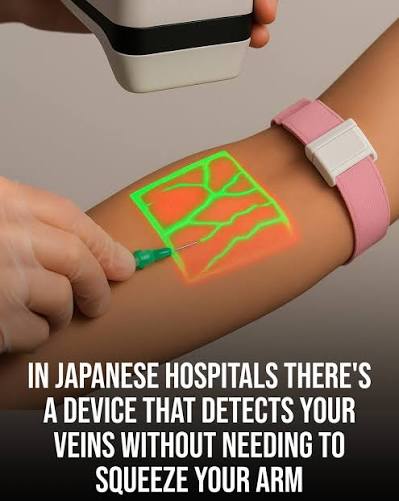 IN JAPANESE HOSPITALS THERE'S
A DEVICE THAT DETECTS YOUR
VEINS WITHOUT NEEDING TO
SQUEEZE YOUR ARM